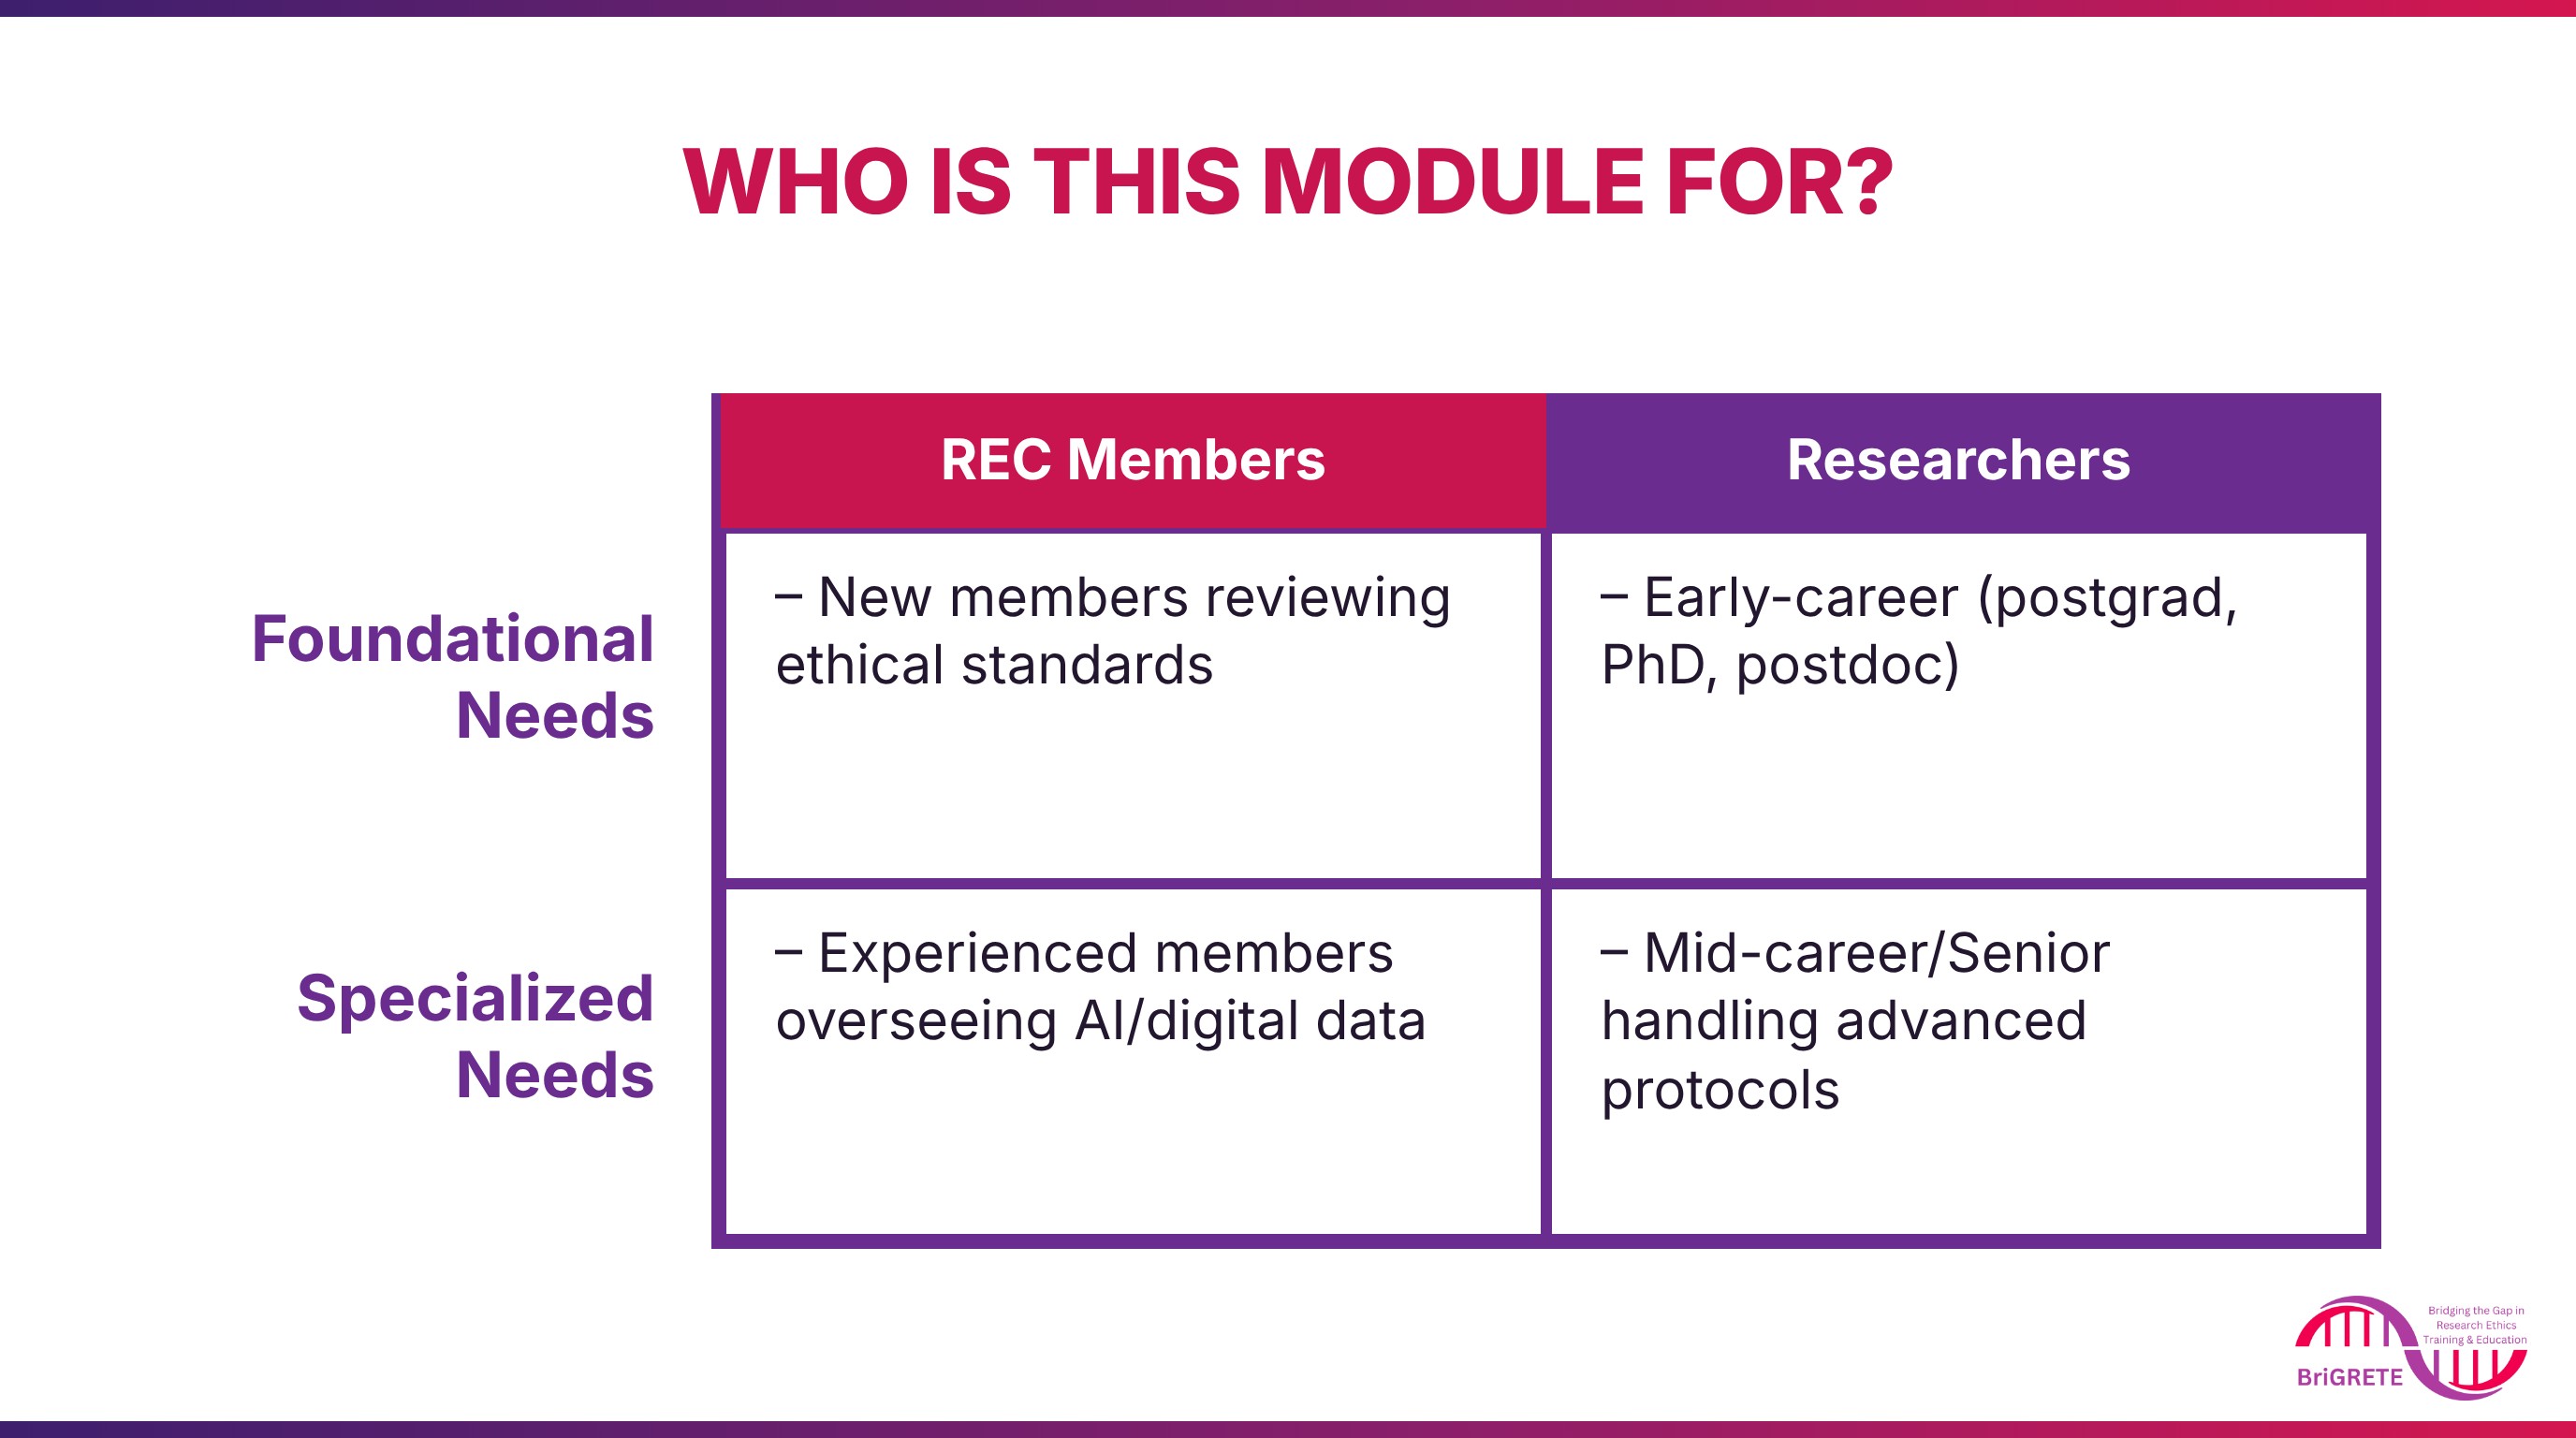 WHO IS THIS MODULE FOR?
REC Members
Researchers
Foundational
Needs
– New members reviewing
ethical standards
– Early-career (postgrad,
PhD, postdoc)
Specialized
Needs
– Experienced members
overseeing AI/digital data
– Mid-career/Senior
handling advanced
protocols
Bridging the Gap in
Research Ethics
Training & Education
BriGRETE